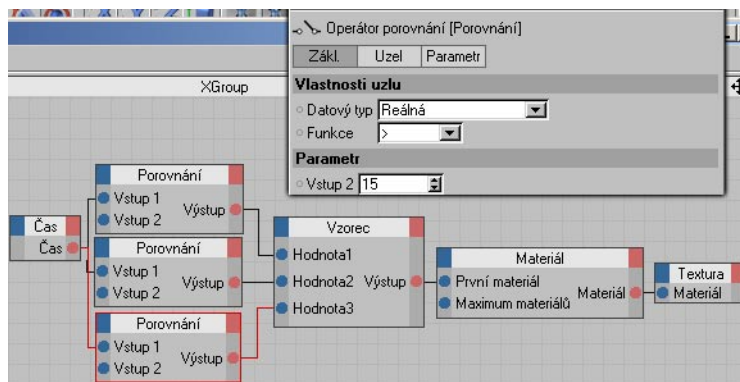 Operátor porovnání [Porovnání]
Zákl. Uzel Parametr
Vlastnosti uzlu
Datový typ Reálná
Funkce >
Parametr
Vstup 2 15
XGroup
Porovnání
Vstup 1
Vstup 2
Výstup
Čas
Čas
Porovnání
Vstup 1
Vstup 2
Výstup
Porovnání
Vstup 1
Vstup 2
Výstup
Vzorec
Hodnota1
Hodnota2 Výstup
Hodnota3
Materiál
První materiál
Maximum materiálů
Materiál
Textura
Materiál